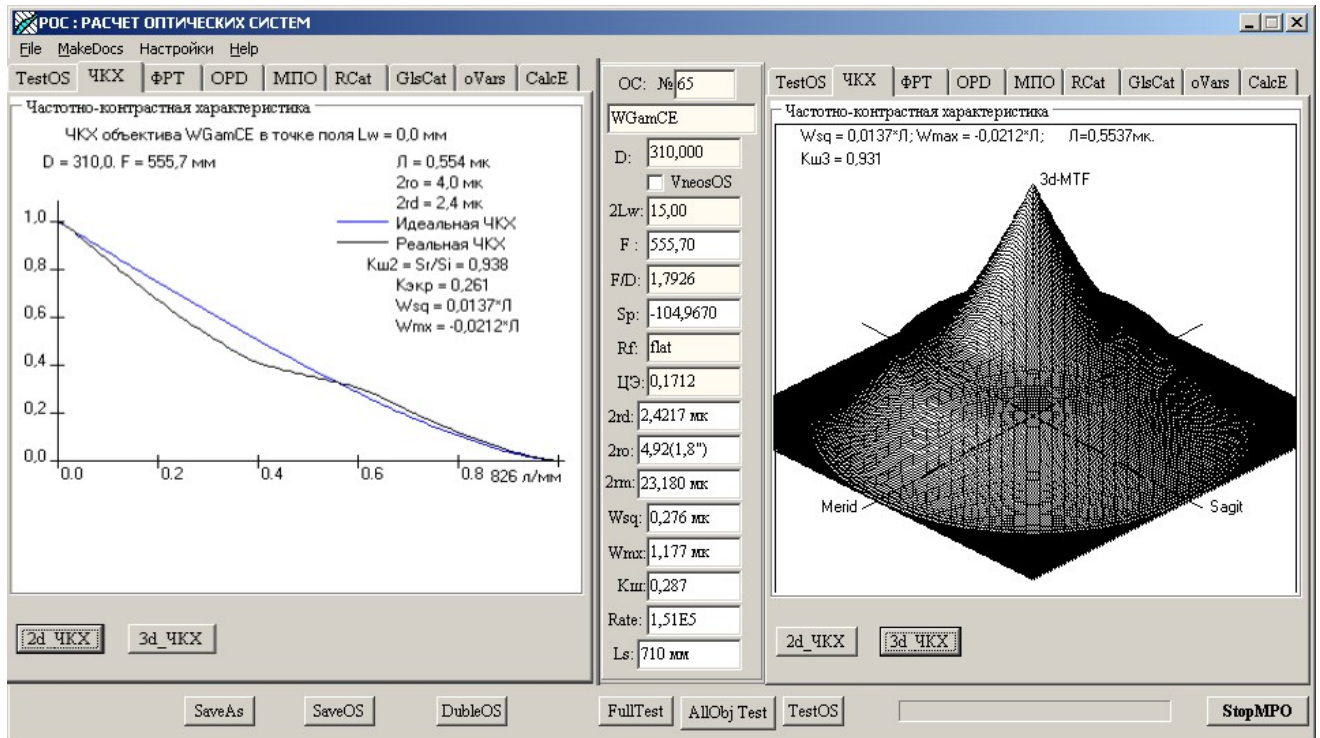 РОС : РАСЧЕТ ОПТИЧЕСКИХ СИСТЕМ
File MakeDocs Настройки Help
TestOS ЧКХ ФРТ OPD МПО RCat GlsCat oVars CalcE
Частотно-контрастная характеристика
ЧКХ объектива WGamCE в точке поля Lw = 0,0 мм
D = 310,0. F = 555,7 мм
Л = 0,554 мк
2ro = 4,0 мк
2rd = 2,4 мк
Идеальная ЧКХ
Реальная ЧКХ
Кш2 = Sr/Si = 0,938
Кэкр = 0,261
Wsq = 0,0137*Л
Wmx = -0,0212*Л
1,0
0,8
0,6
0,4
0,2
0,0
0.0 0.2 0.4 0.6 0.8 826 л/мм
2d_ЧКХ 3d_ЧКХ
ОС: №65
WGamCE
D: 310,000
VneosOS
2Lw: 15,00
F : 555,70
F/D: 1,7926
Sp: -104,9670
Rf: flat
ЦЭ: 0,1712
2rd: 2,4217 мк
2ro: 4,92(1,8")
2rm: 23,180 мк
Wsq: 0,276 мк
Wmx: 1,177 мк
Кш: 0,287
Rate: 1,51E5
Ls: 710 мм
TestOS ЧКХ ФРТ OPD МПО RCat GlsCat oVars CalcE
Частотно-контрастная характеристика
Wsq = 0,0137*Л; Wmax = -0,0212*Л; Л=0,5537мк.
Кш3 = 0,931
3d-MTF
Merid
Sagit
2d_ЧКХ 3d_ЧКХ
SaveAs SaveOS DubleOS FullTest AllObj Test TestOS StopMPO